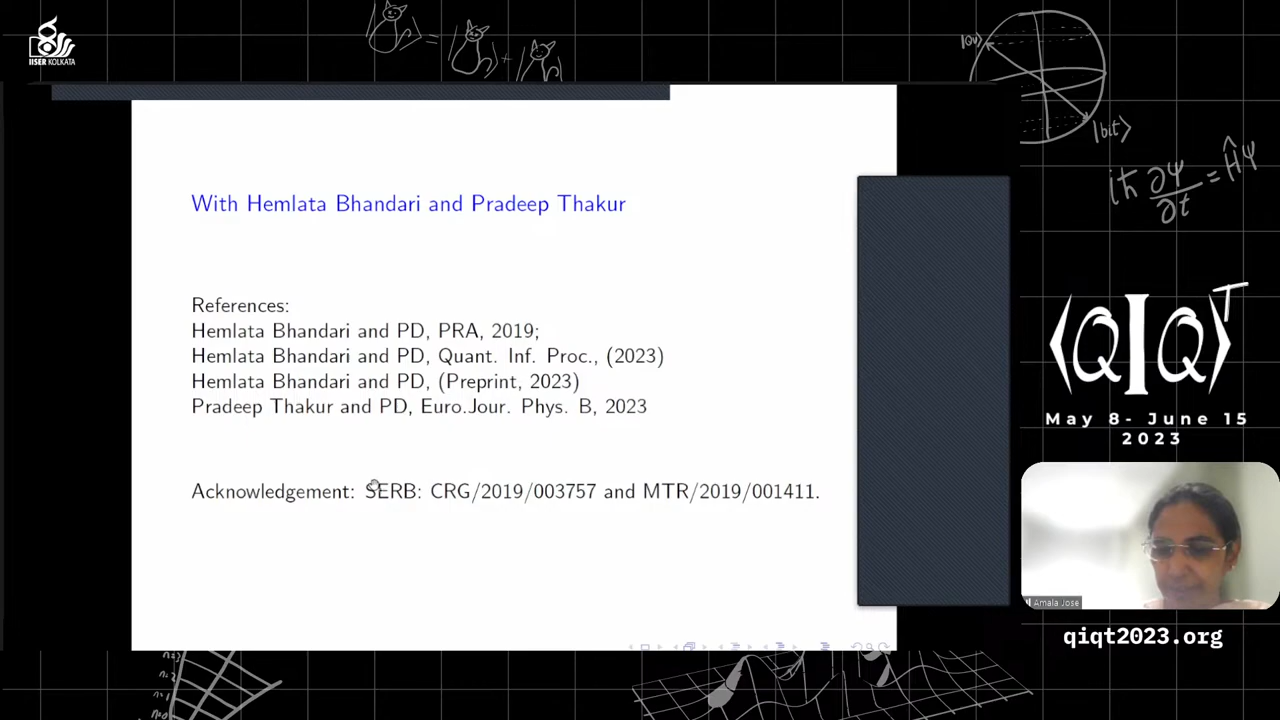 IISER KOLKATA
|0υ⟩
|bit⟩
iħ ∂ψ/∂t = Ĥψ
With Hemlata Bhandari and Pradeep Thakur
References:
Hemlata Bhandari and PD, PRA, 2019;
Hemlata Bhandari and PD, Quant. Inf. Proc., (2023)
Hemlata Bhandari and PD, (Preprint, 2023)
Pradeep Thakur and PD, Euro.Jour. Phys. B, 2023
Acknowledgement: SERB: CRG/2019/003757 and MTR/2019/001411.
⟨QIQ⟩T
May 8- June 15
2023
Amala Jose
qiqt2023.org
n=2
n=1
n=0